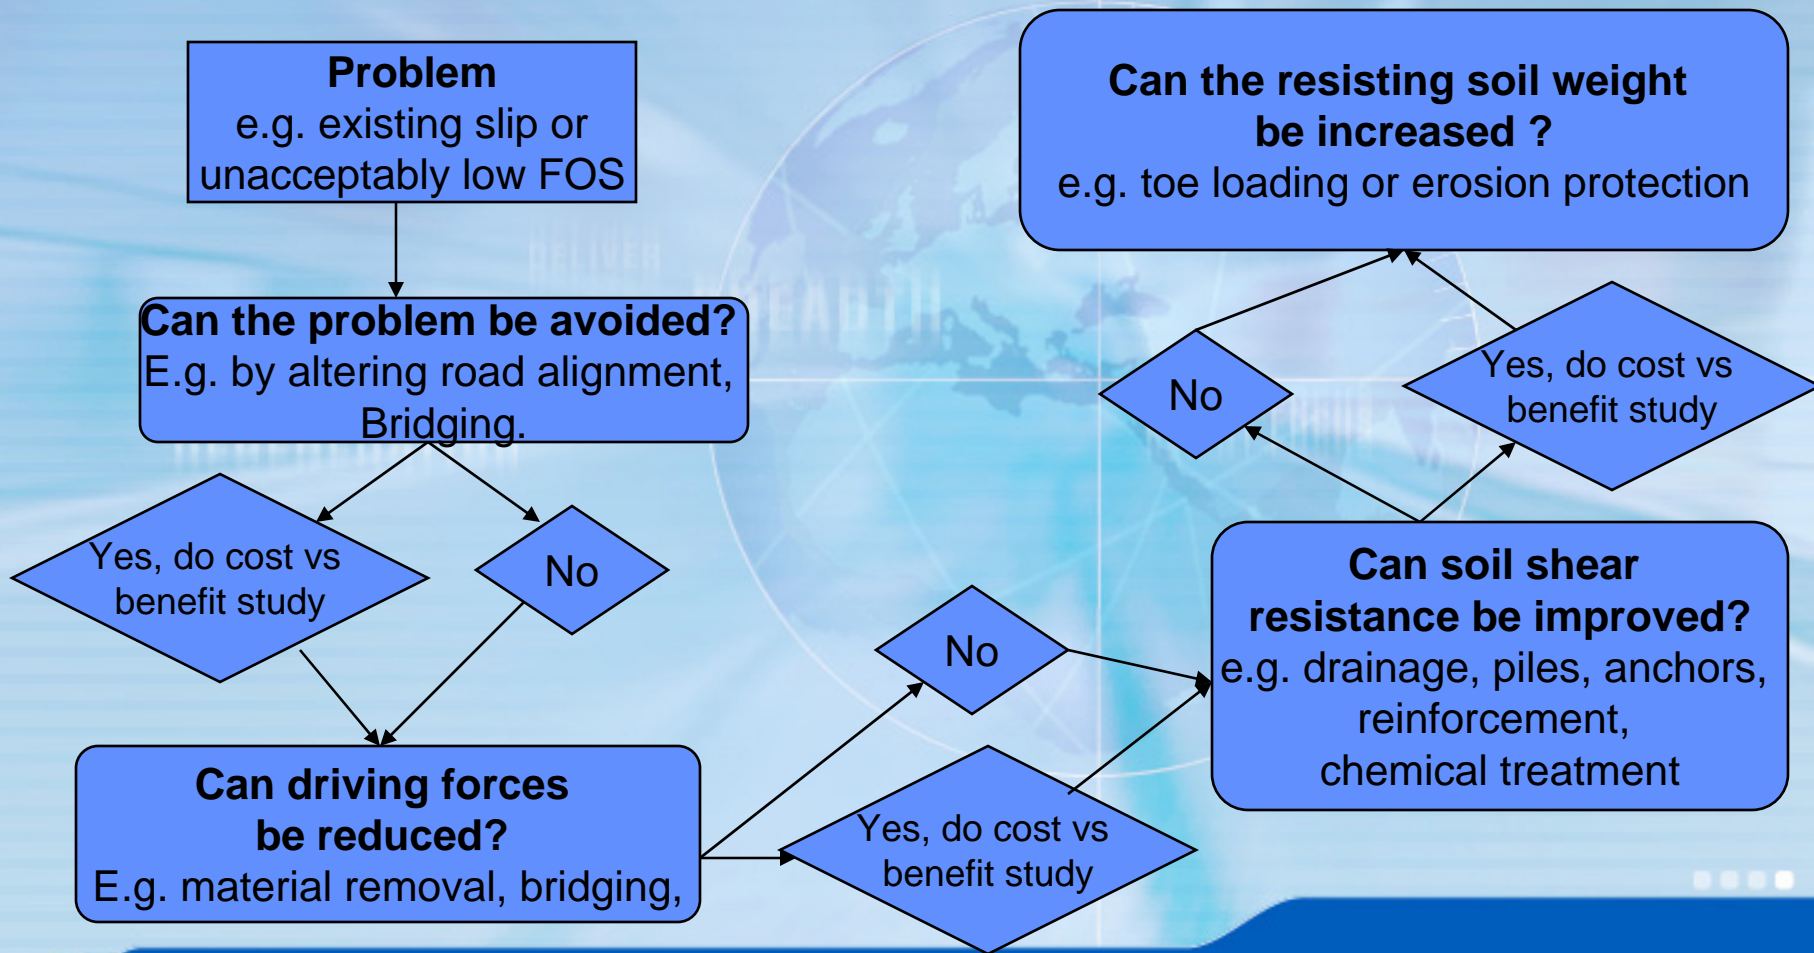 Problem
e.g. existing slip or
unacceptably low FOS
Can the problem be avoided?
E.g. by altering road alignment,
Bridging.
Yes, do cost vs
benefit study
No
Can driving forces
be reduced?
E.g. material removal, bridging,
No
Yes, do cost vs
benefit study
Can soil shear
resistance be improved?
e.g. drainage, piles, anchors,
reinforcement,
chemical treatment
No
Yes, do cost vs
benefit study
Can the resisting soil weight
be increased ?
e.g. toe loading or erosion protection
DELIVER